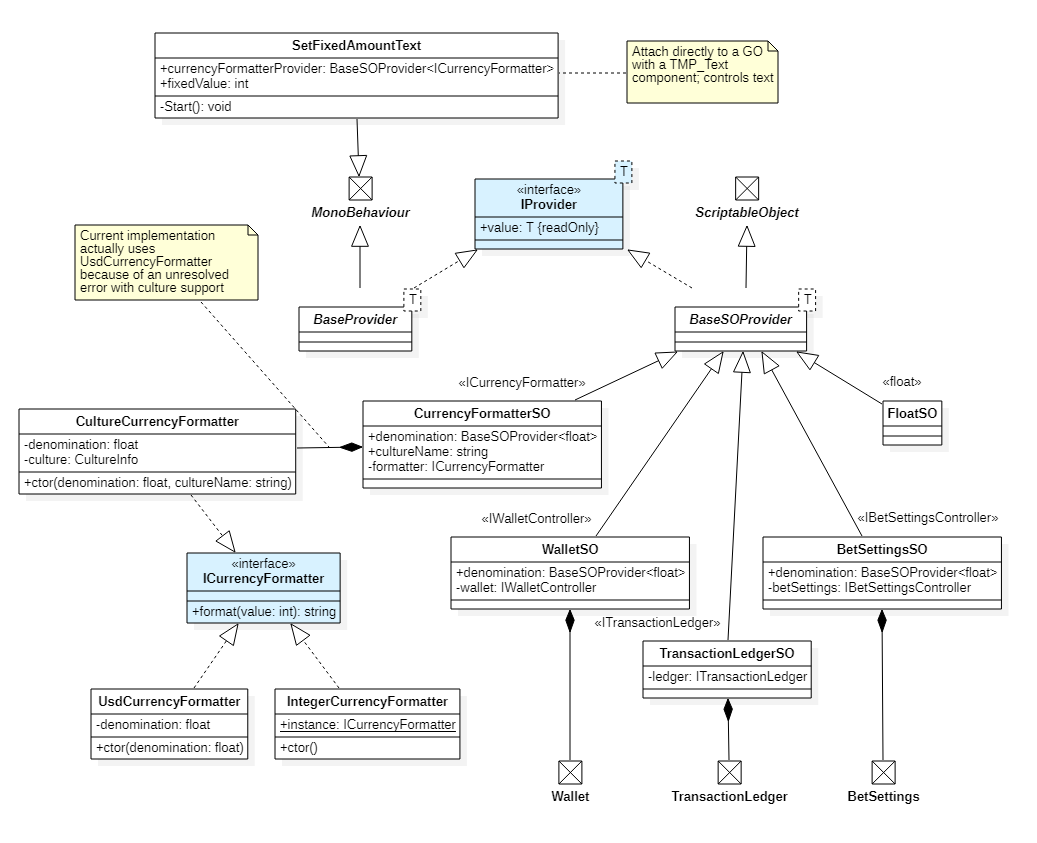 SetFixedAmountText
+currencyFormatterProvider: BaseSOProvider<ICurrencyFormatter>
+fixedValue: int
-Start(): void
Attach directly to a GO
with a TMP_Text
component; controls text
MonoBehaviour
T
«interface»
IProvider
+value: T {readOnly}
ScriptableObject
Current implementation
actually uses
UsdCurrencyFormatter
because of an unresolved
error with culture support
T
BaseProvider
T
BaseSOProvider
«ICurrencyFormatter»
«float»
CultureCurrencyFormatter
-denomination: float
-culture: CultureInfo
+ctor(denomination: float, cultureName: string)
CurrencyFormatterSO
+denomination: BaseSOProvider<float>
+cultureName: string
-formatter: ICurrencyFormatter
FloatSO
«IWalletController»
«IBetSettingsController»
«interface»
ICurrencyFormatter
+format(value: int): string
WalletSO
+denomination: BaseSOProvider<float>
-wallet: IWalletController
BetSettingsSO
+denomination: BaseSOProvider<float>
-betSettings: IBetSettingsController
«ITransactionLedger»
TransactionLedgerSO
-ledger: ITransactionLedger
UsdCurrencyFormatter
-denomination: float
+ctor(denomination: float)
IntegerCurrencyFormatter
+instance: ICurrencyFormatter
+ctor()
Wallet
TransactionLedger
BetSettings